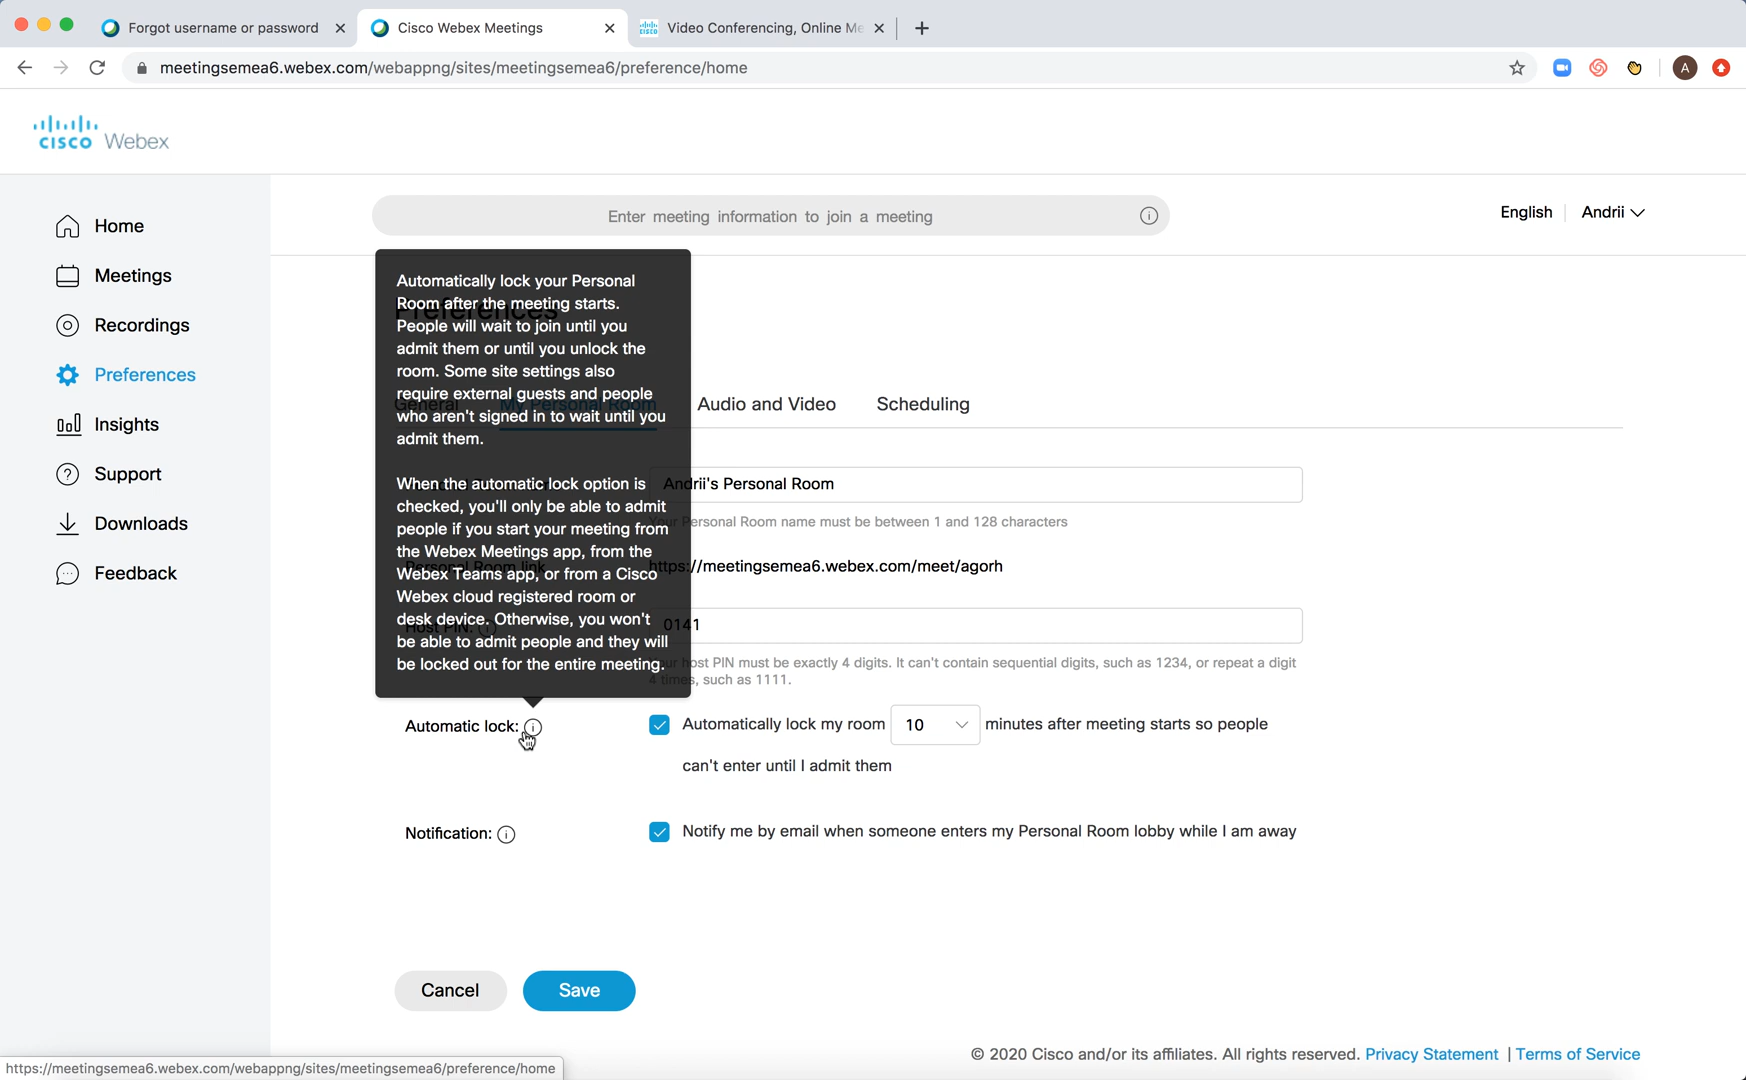 Forgot username or password
Cisco Webex Meetings
Video Conferencing, Online Me
meetingsemea6.webex.com/webappng/sites/meetingsemea6/preference/home
A
CISCO Webex
Enter meeting information to join a meeting
English
Andrii
Home
Meetings
Recordings
Preferences
Insights
Support
Downloads
Feedback
Automatically lock your Personal
Room after the meeting starts.
People will wait to join until you
admit them or until you unlock the
room. Some site settings also
require external guests and people
who aren't signed in to wait until you
admit them.
When the automatic lock option is
checked, you'll only be able to admit
people if you start your meeting from
the Webex Meetings app, from the
Webex Teams app, or from a Cisco
Webex cloud registered room or
desk device. Otherwise, you won't
be able to admit people and they will
be locked out for the entire meeting.
Preferences
General
My Personal Room
Audio and Video
Scheduling
Andrii's Personal Room
Your Personal Room name must be between 1 and 128 characters
Personal Room link
https://meetingsemea6.webex.com/meet/agorh
Host PIN:
0141
Your host PIN must be exactly 4 digits. It can't contain sequential digits, such as 1234, or repeat a digit
4 times, such as 1111.
Automatic lock:
Automatically lock my room 10 minutes after meeting starts so people
can't enter until I admit them
Notification:
Notify me by email when someone enters my Personal Room lobby while I am away
Cancel
Save
© 2020 Cisco and/or its affiliates. All rights reserved. Privacy Statement | Terms of Service
https://meetingsemea6.webex.com/webappng/sites/meetingsemea6/preference/home